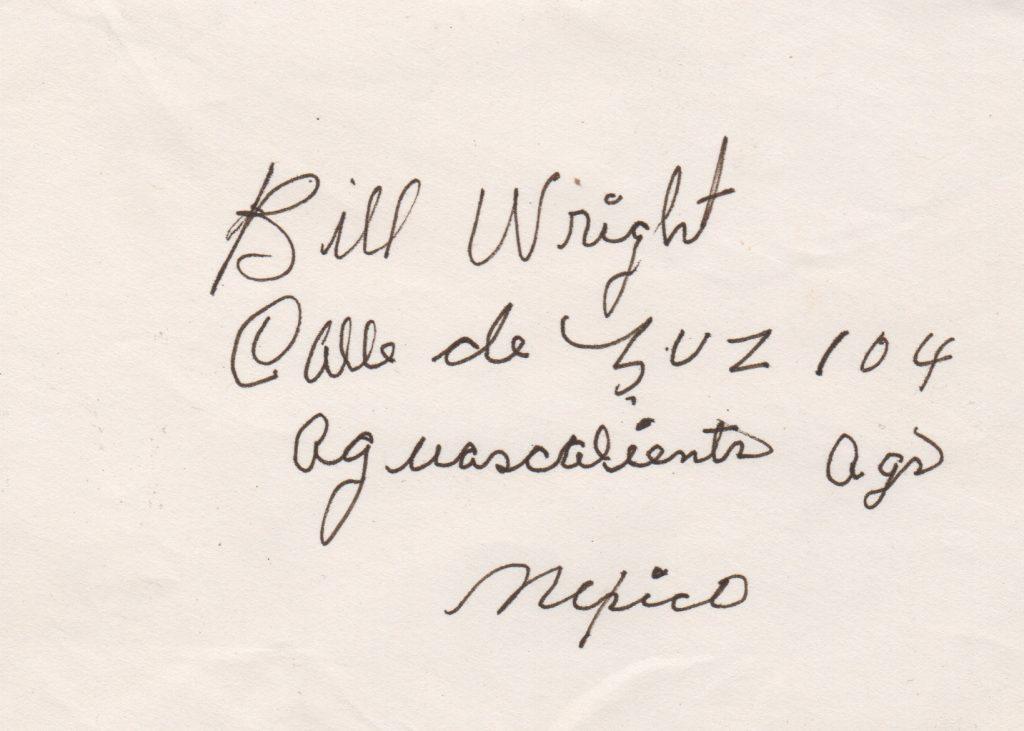 Bill Wright
Calle de Luz 104
Aguascalientes Ags
Mexico